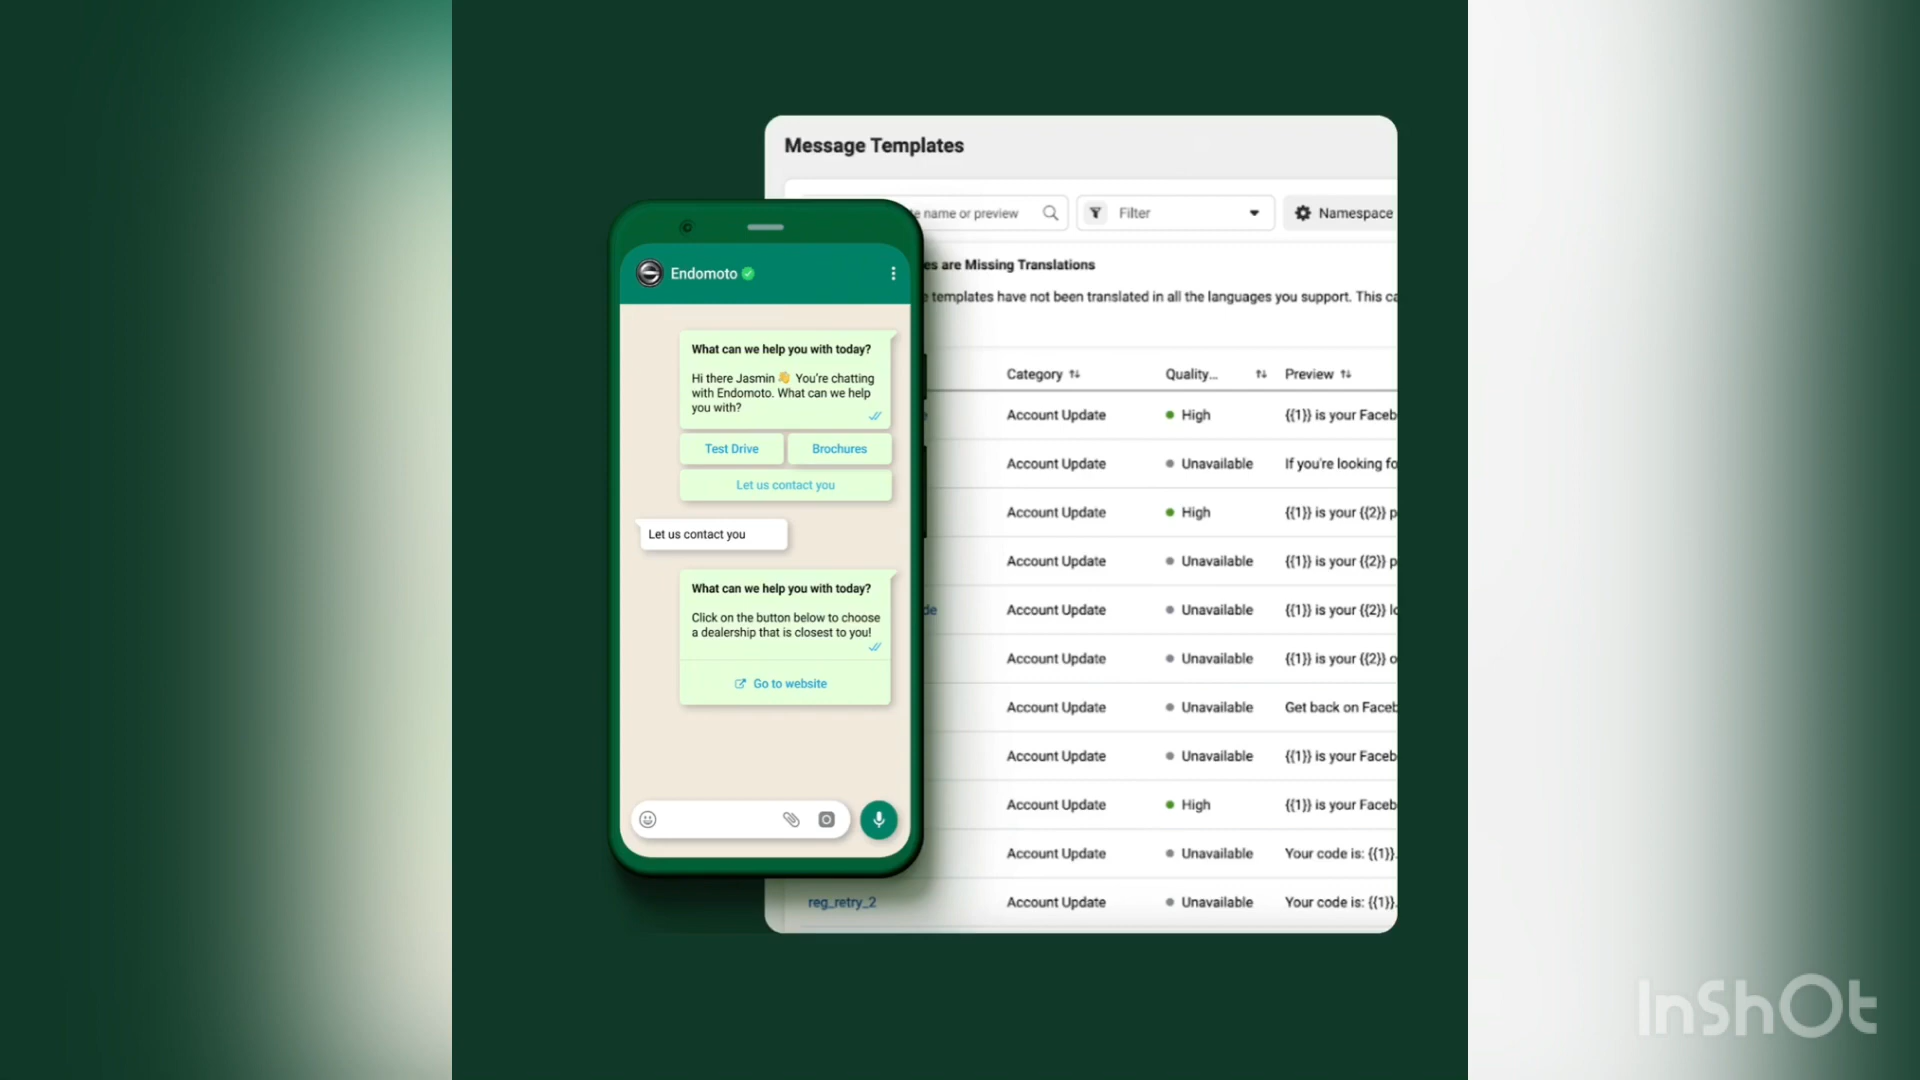 Message Templates
name or preview
Filter
Namespace
are Missing Translations
templates have not been translated in all the languages you support. This
Category
Quality...
Preview
Account Update
High
{{1}} is your Faceb
Account Update
Unavailable
If you're looking fo
Account Update
High
{{1}} is your {{2}} p
Account Update
Unavailable
{{1}} is your {{2}} p
de
Account Update
Unavailable
{{1}} is your {{2}} lo
Account Update
Unavailable
{{1}} is your {{2}} o
Account Update
Unavailable
Get back on Faceb
Account Update
Unavailable
{{1}} is your Faceb
Account Update
High
{{1}} is your Faceb
Account Update
Unavailable
Your code is: {{1}}.
reg_retry_2
Account Update
Unavailable
Your code is: {{1}}.
Endomoto
What can we help you with today?
Hi there Jasmin 👋 You're chatting
with Endomoto. What can we help
you with?
Test Drive
Brochures
Let us contact you
Let us contact you
What can we help you with today?
Click on the button below to choose
a dealership that is closest to you!
Go to website
InShOt